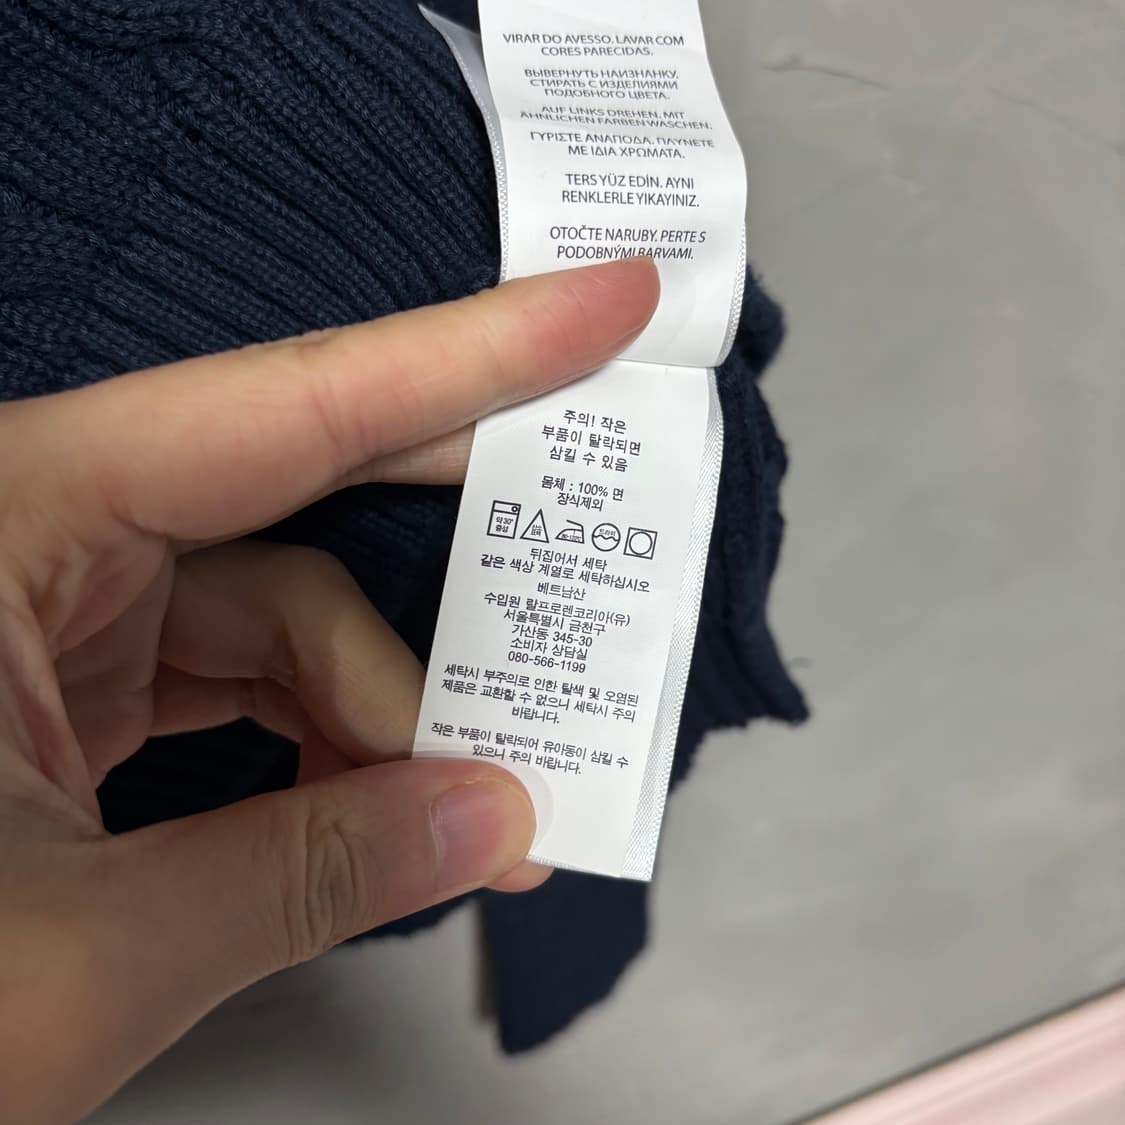 VIRAR DO AVESSO. LAVAR COM
CORES PARECIDAS.
ВЫВЕРНУТЬ НАИЗНАНКУ.
СТИРАТЬ С ИЗДЕЛИЯМИ
ПОДОБНОГО ЦВЕТА.
AUF LINKS DREHEN. MIT
ÄHNLICHEN FARBEN WASCHEN.
ΓΥΡΙΣΤΕ ΑΝΑΠΟΔΑ. ΠΛΥΝΕΤΕ
ΜΕ ΙΔΙΑ ΧΡΩΜΑΤΑ.
TERS YÜZ EDİN. AYNI
RENKLERLE YIKAYINIZ.
OTOČTE NARUBY. PERTE S
PODOBNÝMI BARVAMI.
주의! 작은
부품이 탈락되면
삼킬 수 있음
몸체 : 100% 면
장식제외
약 30°
중성
드라이
뒤집어서 세탁
같은 색상 계열로 세탁하십시오
베트남산
수입원 랄프로렌코리아(유)
서울특별시 금천구
가산동 345-30
소비자 상담실
080-566-1199
세탁시 부주의로 인한 탈색 및 오염된
제품은 교환할 수 없으니 세탁시 주의
바랍니다.
작은 부품이 탈락되어 유아동이 삼킬 수
있으니 주의 바랍니다.